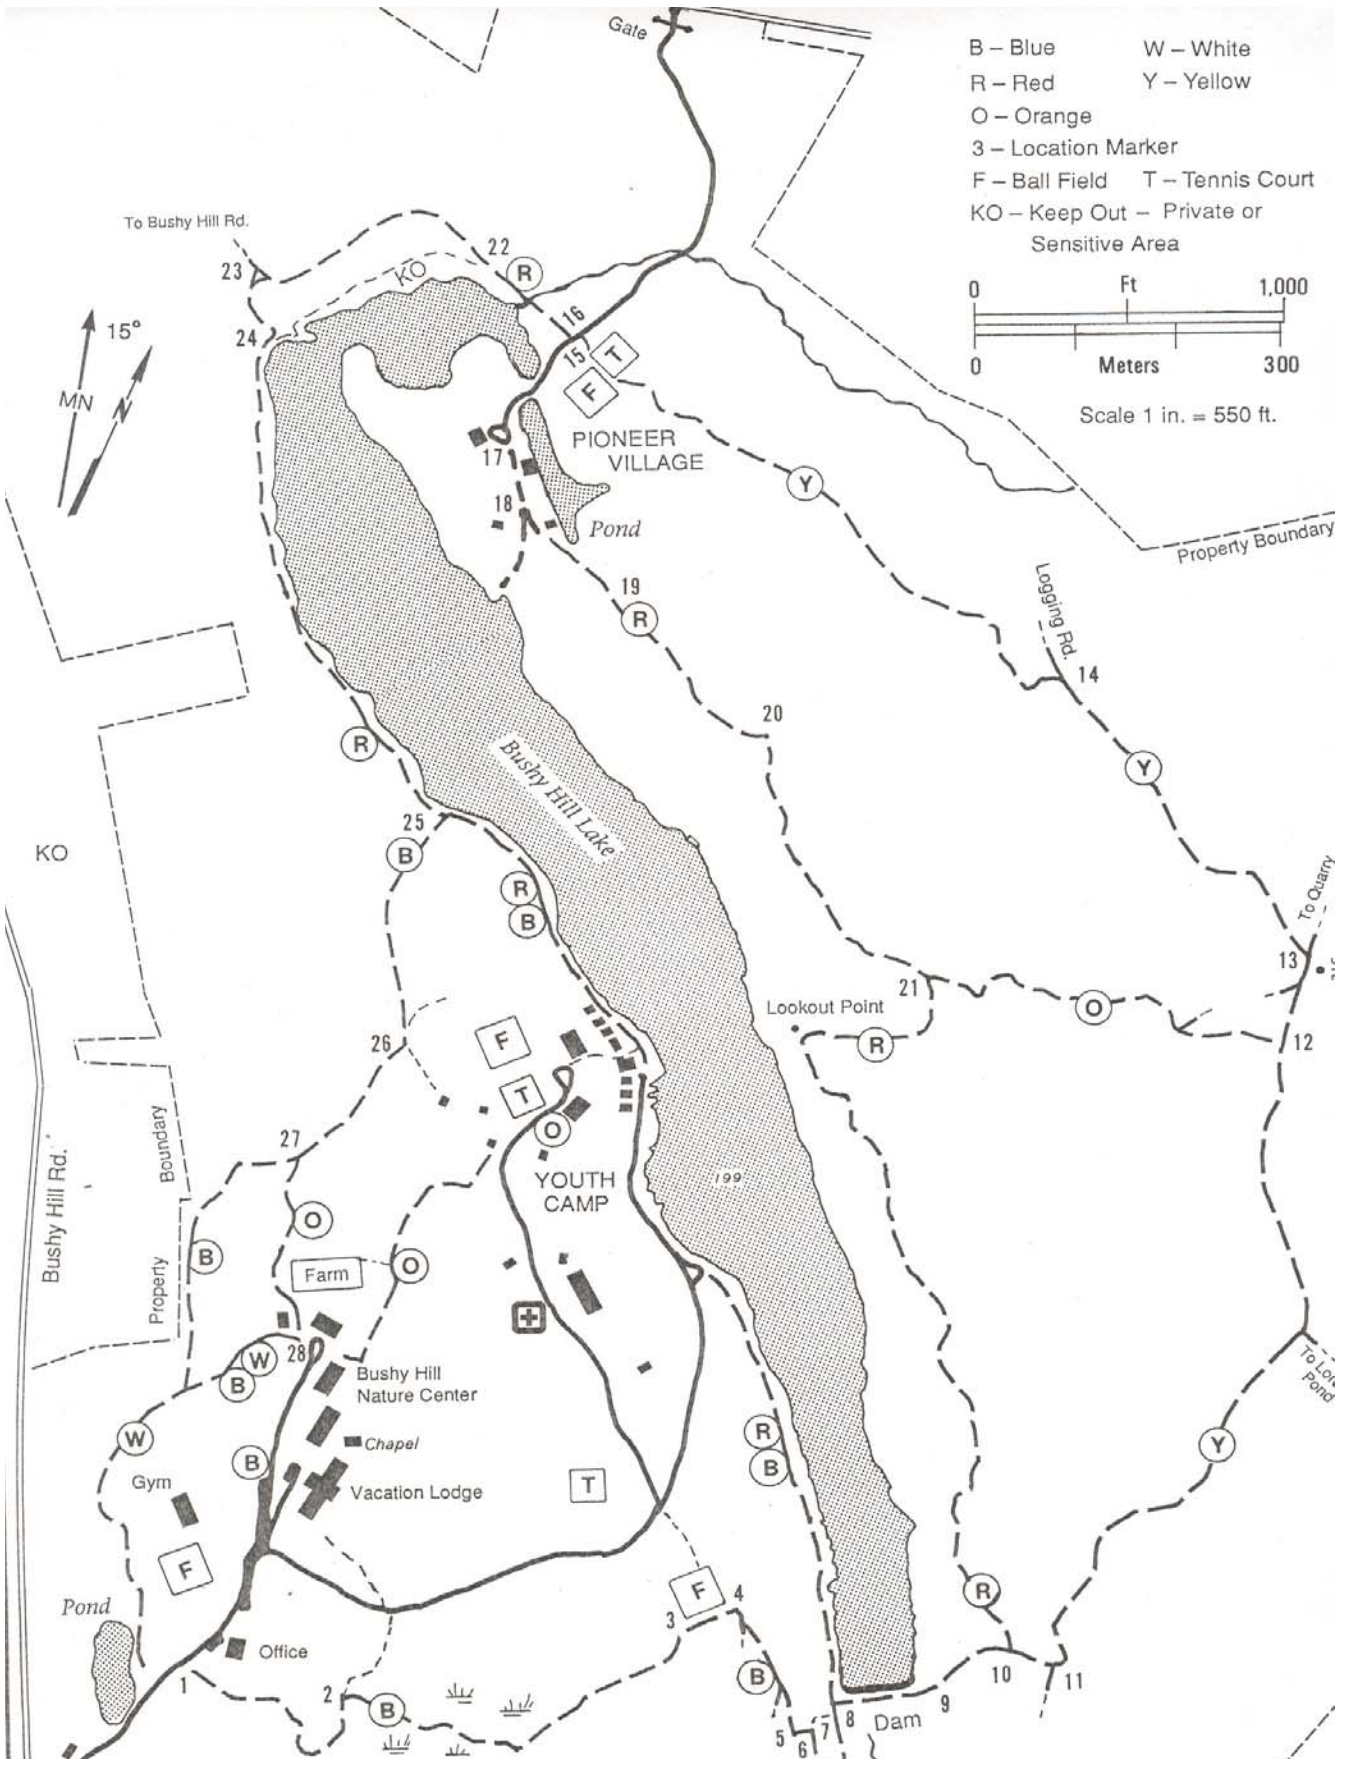 Gate
B – Blue W – White
R – Red Y – Yellow
O – Orange
3 – Location Marker
F – Ball Field T – Tennis Court
KO – Keep Out – Private or
Sensitive Area
0 Ft 1,000
0 Meters 300
Scale 1 in. = 550 ft.
To Bushy Hill Rd.
23
22
R
KO
16
24
15
T
F
15°
MN
N
PIONEER
VILLAGE
17
Y
18
Pond
Property Boundary
19
R
Logging Rd.
14
20
R
Y
Bushy Hill Lake
25
B
KO
R
B
To Quarry
13
21
Lookout Point
O
R
12
26
F
T
O
27
YOUTH
CAMP
199
Bushy Hill Rd.
Property Boundary
B
O
Farm
O
28
W
B
Bushy Hill
Nature Center
To
Pond
W
B
Chapel
R
B
Y
Gym
Vacation Lodge
T
F
F
R
Pond
3
4
Office
1
2
B
B
10
11
5
6
7
8
9
Dam